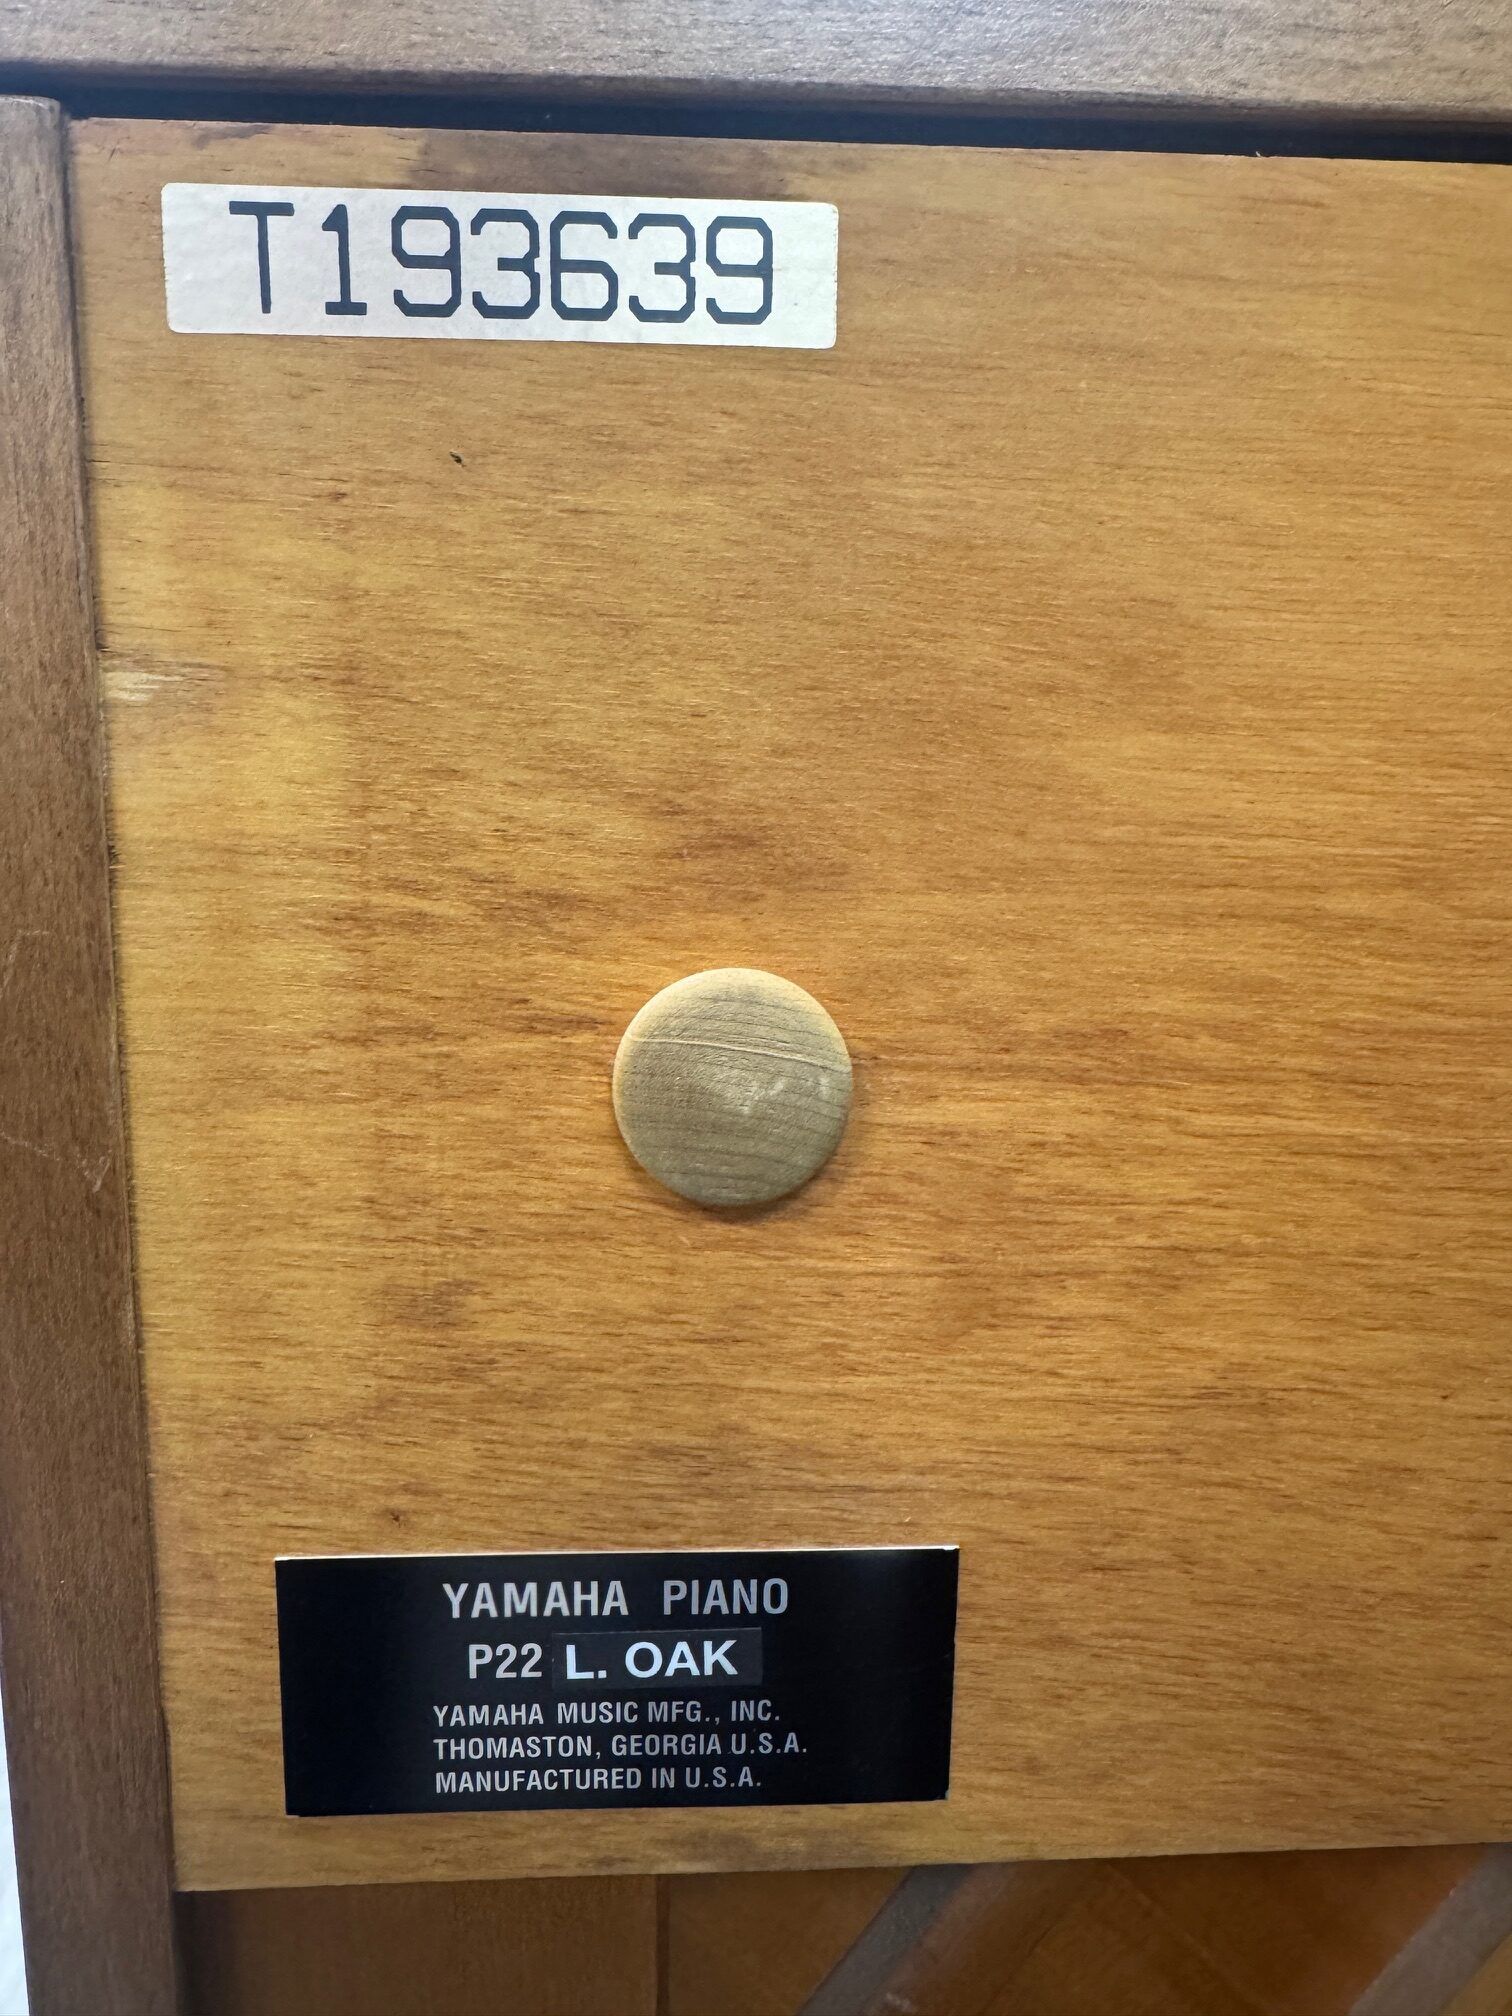 T193639
YAMAHA PIANO
P22 L. OAK
YAMAHA MUSIC MFG., INC.
THOMASTON, GEORGIA U.S.A.
MANUFACTURED IN U.S.A.